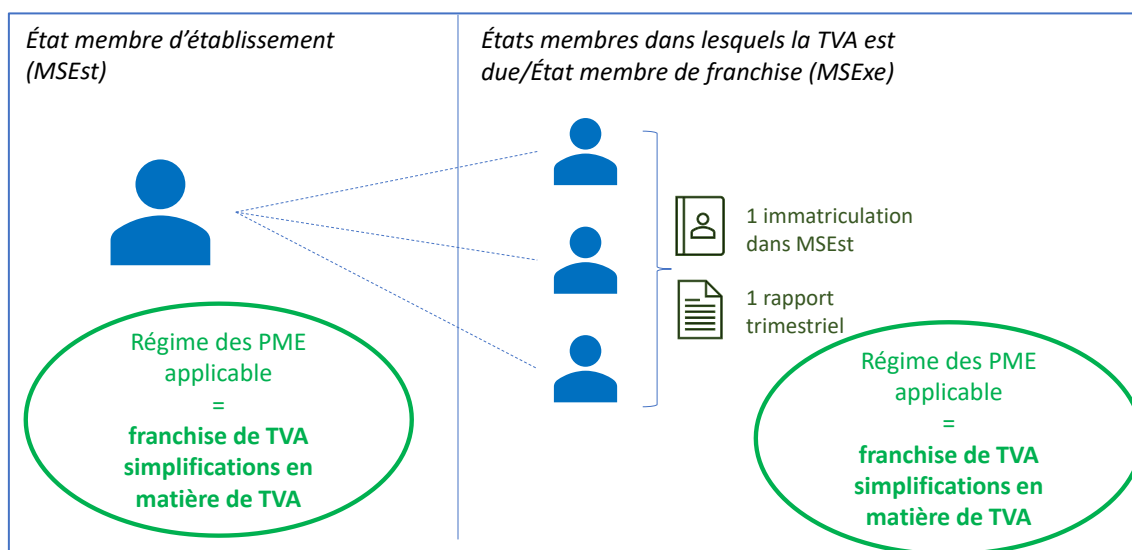 État membre d’établissement
(MSEst)
États membres dans lesquels la TVA est
due/État membre de franchise (MSExe)
1 immatriculation
dans MSEst
1 rapport
trimestriel
Régime des PME
applicable
=
franchise de TVA
simplifications en
matière de TVA
Régime des PME
applicable
=
franchise de TVA
simplifications en
matière de TVA